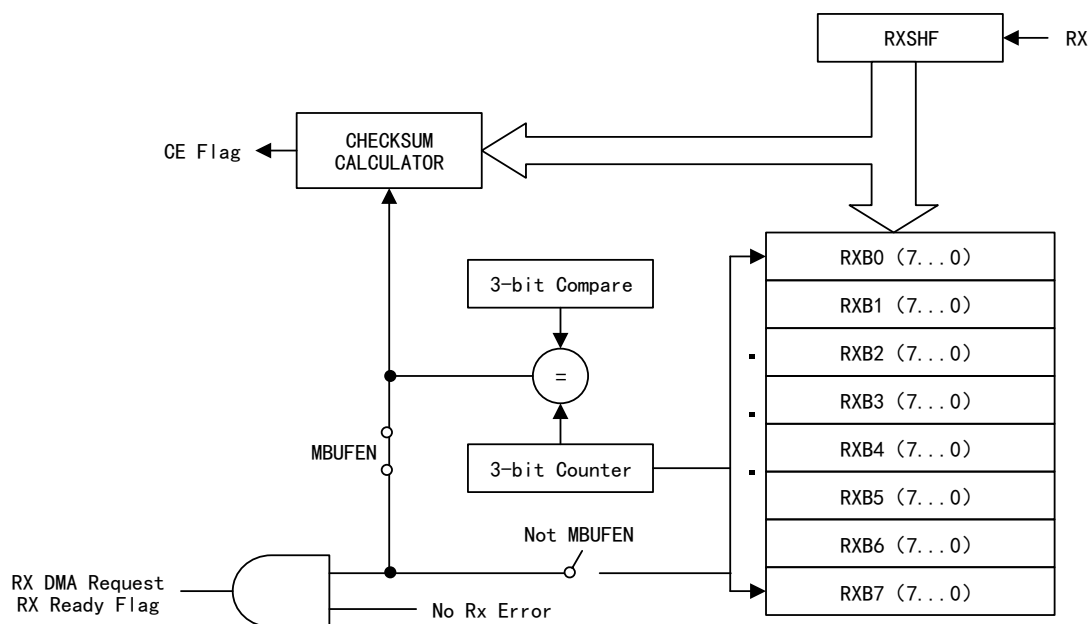 RXSHF
RX
CHECKSUM
CALCULATOR
CE Flag
RXB0 (7...0)
3-bit Compare
RXB1 (7...0)
RXB2 (7...0)
=
RXB3 (7...0)
MBUFEN
3-bit Counter
RXB4 (7...0)
RXB5 (7...0)
Not MBUFEN
RXB6 (7...0)
RX DMA Request
RX Ready Flag
RXB7 (7...0)
No Rx Error